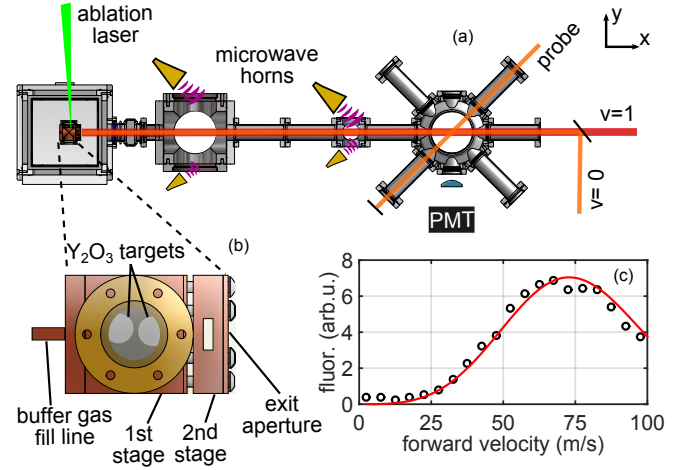 ablation
laser
microwave
horns
(a)
probe
y
x
v=1
v= 0
PMT
(b)
Y₂O₃ targets
buffer gas
fill line
1st
stage
2nd
stage
exit
aperture
(c)
fluor. (arb.u.)
8
6
4
2
0
0 25 50 75 100
forward velocity (m/s)